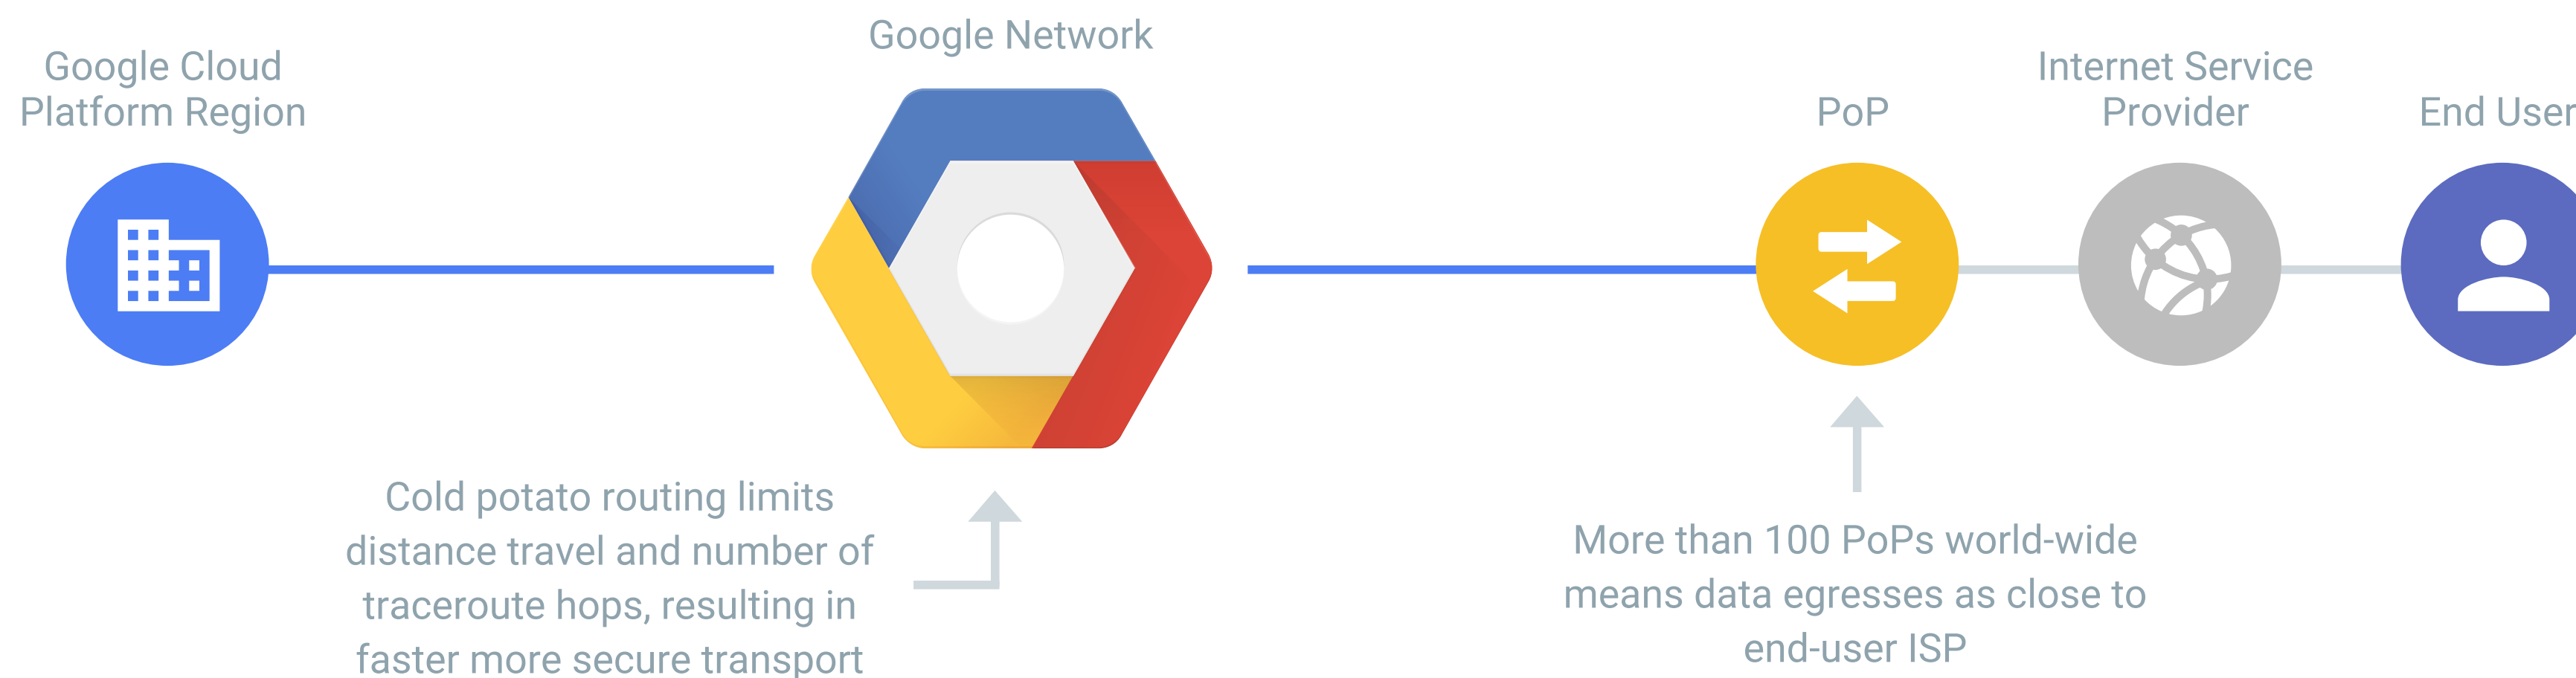 Google Network
Google Cloud
Platform Region
Internet Service
Provider
PoP
End User
Cold potato routing limits
distance travel and number of
traceroute hops, resulting in
faster more secure transport
More than 100 PoPs world-wide
means data egresses as close to
end-user ISP